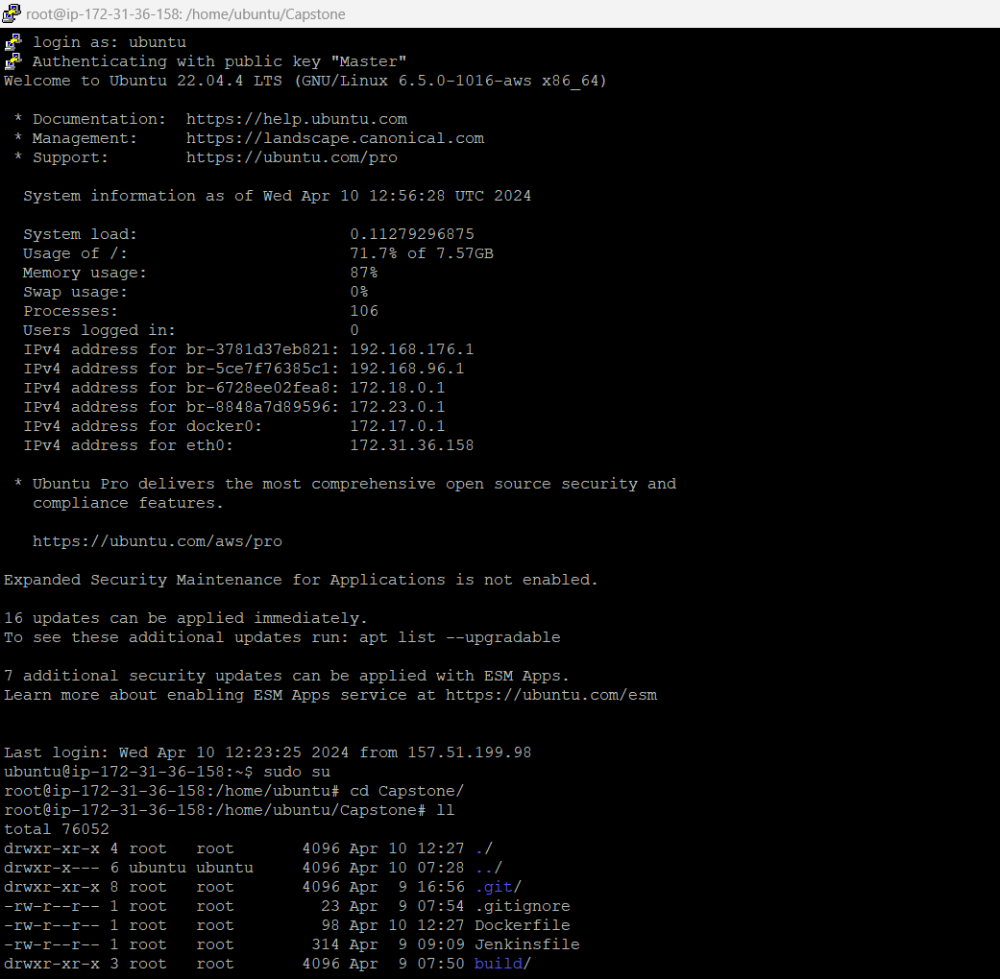 root@ip-172-31-36-158: /home/ubuntu/Capstone
login as: ubuntu
Authenticating with public key "Master"
Welcome to Ubuntu 22.04.4 LTS (GNU/Linux 6.5.0-1016-aws x86_64)
* Documentation:  https://help.ubuntu.com
* Management:     https://landscape.canonical.com
* Support:        https://ubuntu.com/pro
System information as of Wed Apr 10 12:56:28 UTC 2024
System load:                      0.11279296875
Usage of /:                       71.7% of 7.57GB
Memory usage:                     87%
Swap usage:                       0%
Processes:                        106
Users logged in:                  0
IPv4 address for br-3781d37eb821: 192.168.176.1
IPv4 address for br-5ce7f76385c1: 192.168.96.1
IPv4 address for br-6728ee02fea8: 172.18.0.1
IPv4 address for br-8848a7d89596: 172.23.0.1
IPv4 address for docker0:         172.17.0.1
IPv4 address for eth0:            172.31.36.158
* Ubuntu Pro delivers the most comprehensive open source security and
compliance features.
https://ubuntu.com/aws/pro
Expanded Security Maintenance for Applications is not enabled.
16 updates can be applied immediately.
To see these additional updates run: apt list --upgradable
7 additional security updates can be applied with ESM Apps.
Learn more about enabling ESM Apps service at https://ubuntu.com/esm
Last login: Wed Apr 10 12:23:25 2024 from 157.51.199.98
ubuntu@ip-172-31-36-158:~$ sudo su
root@ip-172-31-36-158:/home/ubuntu# cd Capstone/
root@ip-172-31-36-158:/home/ubuntu/Capstone# ll
total 76052
drwxr-xr-x 4 root   root       4096 Apr 10 12:27 ./
drwxr-x--- 6 ubuntu ubuntu     4096 Apr 10 07:28 ../
drwxr-xr-x 8 root   root       4096 Apr  9 16:56 .git/
-rw-r--r-- 1 root   root         23 Apr  9 07:54 .gitignore
-rw-r--r-- 1 root   root         98 Apr 10 12:27 Dockerfile
-rw-r--r-- 1 root   root        314 Apr  9 09:09 Jenkinsfile
drwxr-xr-x 3 root   root       4096 Apr  9 07:50 build/